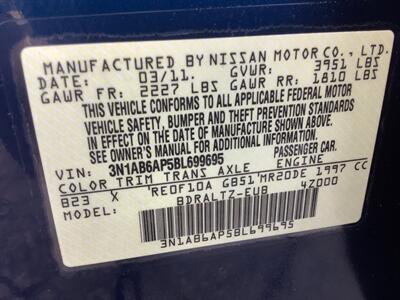 MANUFACTURED BY NISSAN MOTOR CO., LTD.
DATE: 03/11. GVWR: 3951 LBS
GAWR FR: 2227 LBS GAWR RR: 1810 LBS
THIS VEHICLE CONFORMS TO ALL APPLICABLE FEDERAL MOTOR
VEHICLE SAFETY, BUMPER AND THEFT PREVENTION STANDARDS
IN EFFECT ON THE DATE OF MANUFACTURE SHOWN ABOVE.
SEE OWNER'S MANUAL FOR ADDITIONAL INFORMATION.
VIN: 3N1AB6AP5BL699695 PASSENGER CAR.
COLOR TRIM TRANS AXLE ENGINE
B23 X REOF10A GB51 MR20DE 1997 CC
MODEL: BDRALTZ-EUB 4Z000
3N1AB6AP5BL699695